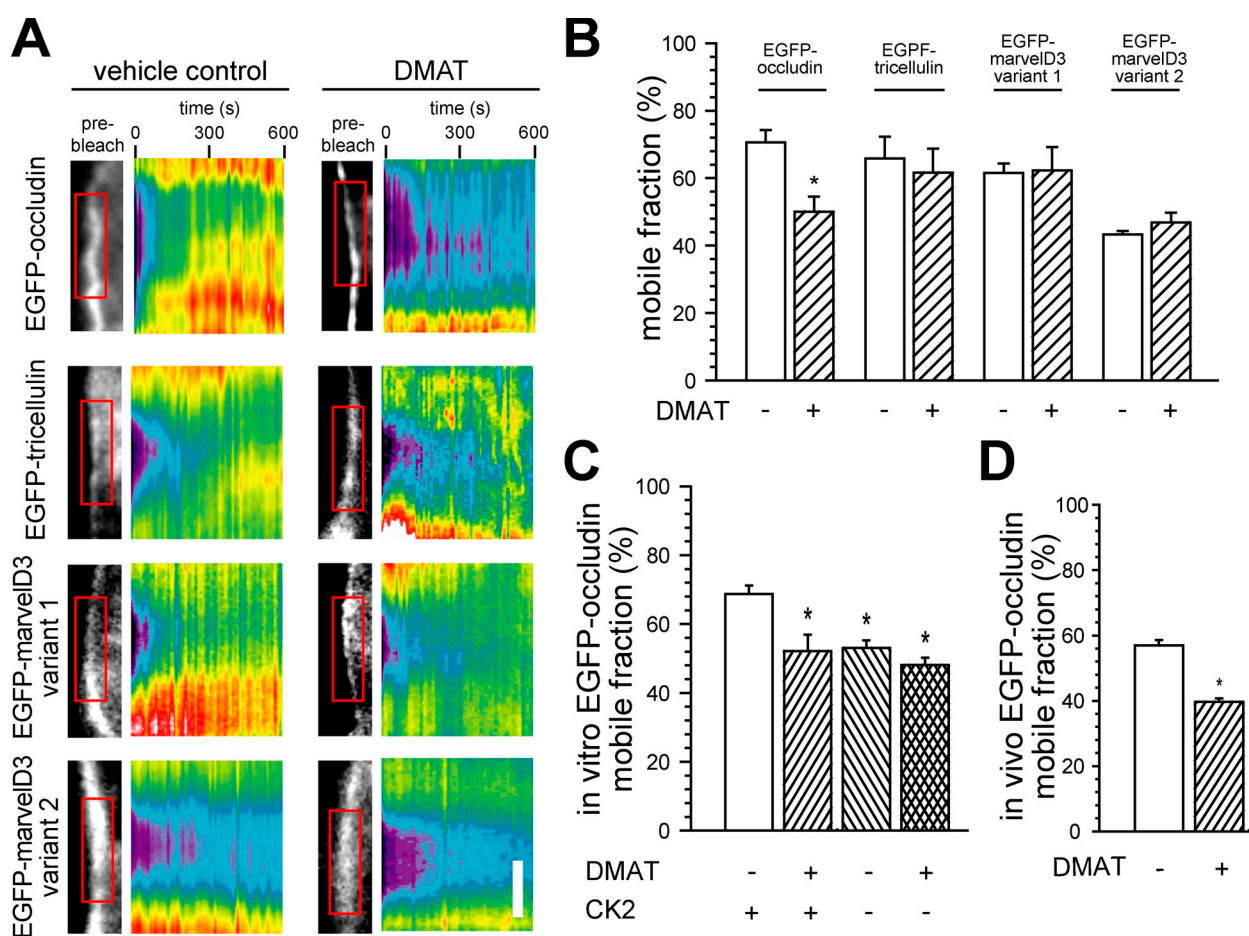 A
vehicle control
DMAT
time (s)
time (s)
pre-
bleach
0 300 600
pre-
bleach
0 300 600
EGFP-occludin
EGFP-tricellulin
EGFP-marvelD3
variant 1
EGFP-marvelD3
variant 2
B
mobile fraction (%)
100
80
60
40
20
0
EGFP-
occludin
EGPF-
tricellulin
EGFP-
marvelD3
variant 1
EGFP-
marvelD3
variant 2
*
DMAT - + - + - + - +
C
in vitro EGFP-occludin
mobile fraction (%)
100
80
60
40
20
0
* * *
DMAT - + - +
CK2 + + - -
D
in vivo EGFP-occludin
mobile fraction (%)
100
80
60
40
20
0
*
DMAT - +